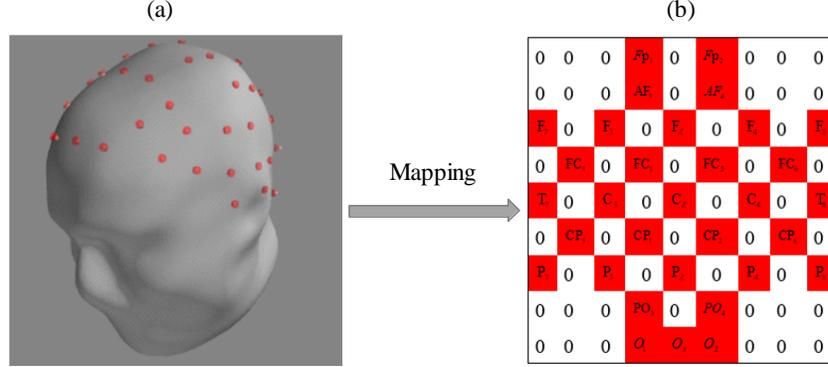 (a) (b)
Mapping
0 0 0 Fp₁ 0 Fp₂ 0 0 0
0 0 0 AF₃ 0 AF₄ 0 0 0
F₇ 0 F₃ 0 F_z 0 F₄ 0 F₈
0 FC₅ 0 FC₁ 0 FC₂ 0 FC₆ 0
T₇ 0 C₃ 0 C_z 0 C₄ 0 T₈
0 CP₅ 0 CP₁ 0 CP₂ 0 CP₆ 0
P₇ 0 P₃ 0 P_z 0 P₄ 0 P₈
0 0 0 PO₃ 0 PO₄ 0 0 0
0 0 0 O₁ O_z O₂ 0 0 0